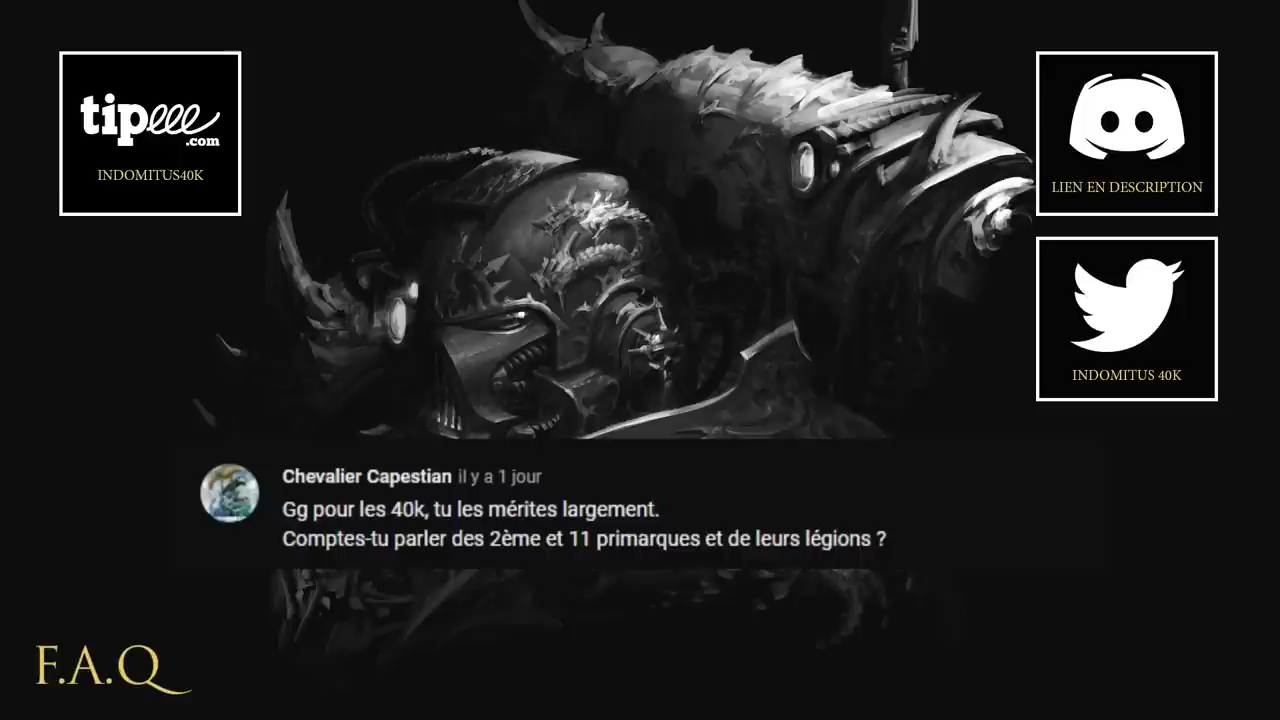 tipeee
.com
INDOMITUS40K
LIEN EN DESCRIPTION
INDOMITUS 40K
Chevalier Capestian il y a 1 jour
Gg pour les 40k, tu les mérites largement.
Comptes-tu parler des 2ème et 11 primarques et de leurs légions ?
F.A.Q